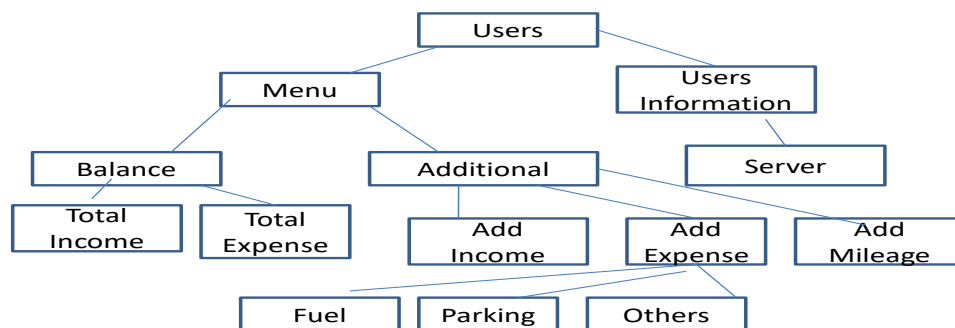 Users
Menu
Users
Information
Balance
Additional
Server
Total
Income
Total
Expense
Add
Income
Add
Expense
Add
Mileage
Fuel
Parking
Others